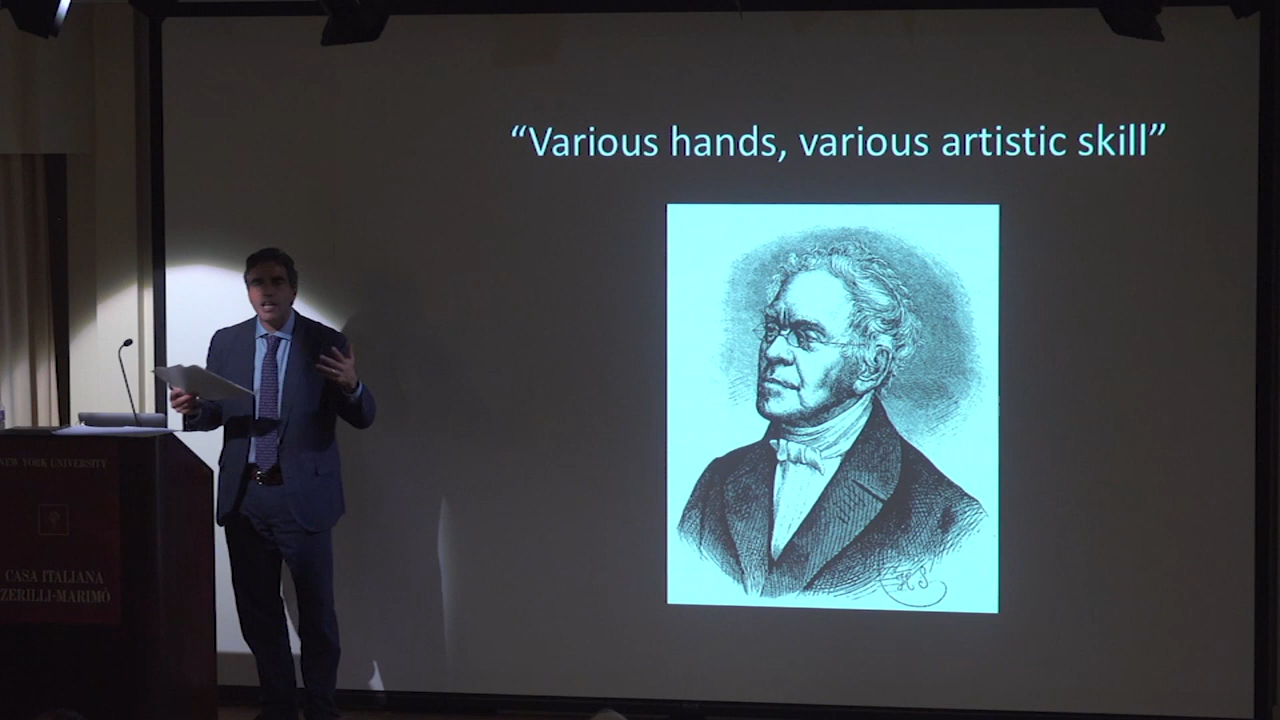 “Various hands, various artistic skill”
NEW YORK UNIVERSITY
CASA ITALIANA
ZERILLI-MARIMÒ